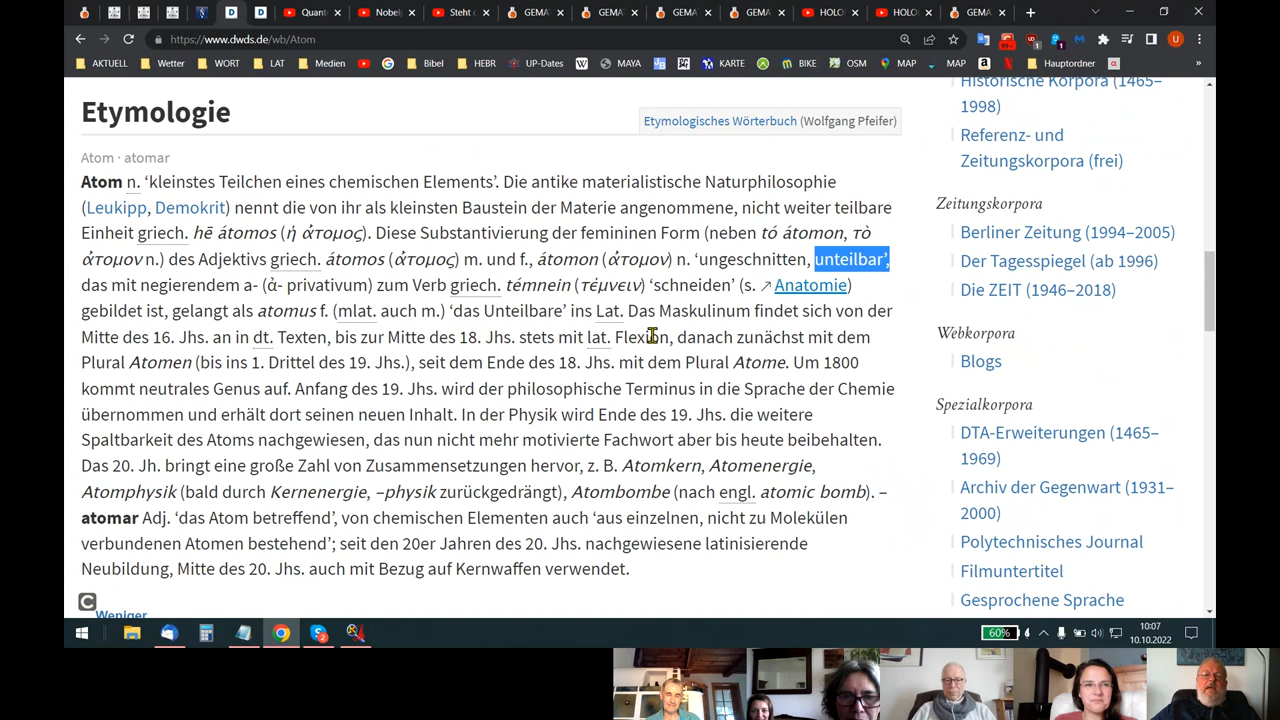 D
D
Quant
Nobelp
Steht c
GEMA
GEMAT
GEMA
GEMA
HOLO
HOLO
GEMA
https://www.dwds.de/wb/Atom
U
AKTUELL
Wetter
WORT
LAT
Medien
Bibel
HEBR
UP-Dates
W
MAYA
KARTE
BIKE
OSM
MAP
MAP
a
Hauptordner
»
Etymologie
Etymologisches Wörterbuch (Wolfgang Pfeifer)
Atom · atomar
Atom n. ‘kleinstes Teilchen eines chemischen Elements’. Die antike materialistische Naturphilosophie
(Leukipp, Demokrit) nennt die von ihr als kleinsten Baustein der Materie angenommene, nicht weiter teilbare
Einheit griech. hē átomos (ἡ ἄτομος). Diese Substantivierung der femininen Form (neben tó átomon, τὸ
ἄτομον n.) des Adjektivs griech. átomos (ἄτομος) m. und f., átomon (ἄτομον) n. ‘ungeschnitten, unteilbar’,
das mit negierendem a- (ἀ- privativum) zum Verb griech. témnein (τέμνειν) ‘schneiden’ (s. ↗ Anatomie)
gebildet ist, gelangt als atomus f. (mlat. auch m.) ‘das Unteilbare’ ins Lat. Das Maskulinum findet sich von der
Mitte des 16. Jhs. an in dt. Texten, bis zur Mitte des 18. Jhs. stets mit lat. Flexion, danach zunächst mit dem
Plural Atomen (bis ins 1. Drittel des 19. Jhs.), seit dem Ende des 18. Jhs. mit dem Plural Atome. Um 1800
kommt neutrales Genus auf. Anfang des 19. Jhs. wird der philosophische Terminus in die Sprache der Chemie
übernommen und erhält dort seinen neuen Inhalt. In der Physik wird Ende des 19. Jhs. die weitere
Spaltbarkeit des Atoms nachgewiesen, das nun nicht mehr motivierte Fachwort aber bis heute beibehalten.
Das 20. Jh. bringt eine große Zahl von Zusammensetzungen hervor, z. B. Atomkern, Atomenergie,
Atomphysik (bald durch Kernenergie, –physik zurückgedrängt), Atombombe (nach engl. atomic bomb). –
atomar Adj. ‘das Atom betreffend’, von chemischen Elementen auch ‘aus einzelnen, nicht zu Molekülen
verbundenen Atomen bestehend’; seit den 20er Jahren des 20. Jhs. nachgewiesene latinisierende
Neubildung, Mitte des 20. Jhs. auch mit Bezug auf Kernwaffen verwendet.
Weniger
Historische Korpora (1465–
1998)
Referenz- und
Zeitungskorpora (frei)
Zeitungskorpora
Berliner Zeitung (1994–2005)
Der Tagesspiegel (ab 1996)
Die ZEIT (1946–2018)
Webkorpora
Blogs
Spezialkorpora
DTA-Erweiterungen (1465–
1969)
Archiv der Gegenwart (1931–
2000)
Polytechnisches Journal
Filmuntertitel
Gesprochene Sprache
60%
10:07
10.10.2022